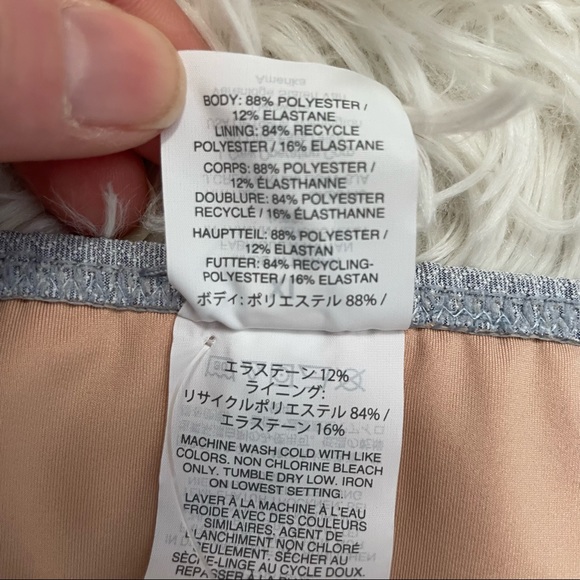 BODY: 88% POLYESTER /
12% ELASTANE
LINING: 84% RECYCLE
POLYESTER / 16% ELASTANE
CORPS: 88% POLYESTER /
12% ÉLASTHANNE
DOUBLURE: 84% POLYESTER
RECYCLÉ / 16% ÉLASTHANNE
HAUPTTEIL: 88% POLYESTER /
12% ELASTAN
FUTTER: 84% RECYCLING-
POLYESTER / 16% ELASTAN
ボディ: ポリエステル 88% /
エラステーン 12%
ライニング:
リサイクルポリエステル 84% /
エラステーン 16%
MACHINE WASH COLD WITH LIKE
COLORS. NON CHLORINE BLEACH
ONLY. TUMBLE DRY LOW. IRON
ON LOWEST SETTING.
LAVER À LA MACHINE À L'EAU
FROIDE AVEC DES COULEURS
SIMILAIRES. AGENT DE
BLANCHIMENT NON CHLORÉ
SEULEMENT. SÉCHER AU
SÈCHE-LINGE AU CYCLE DOUX.
REPASSER À LA